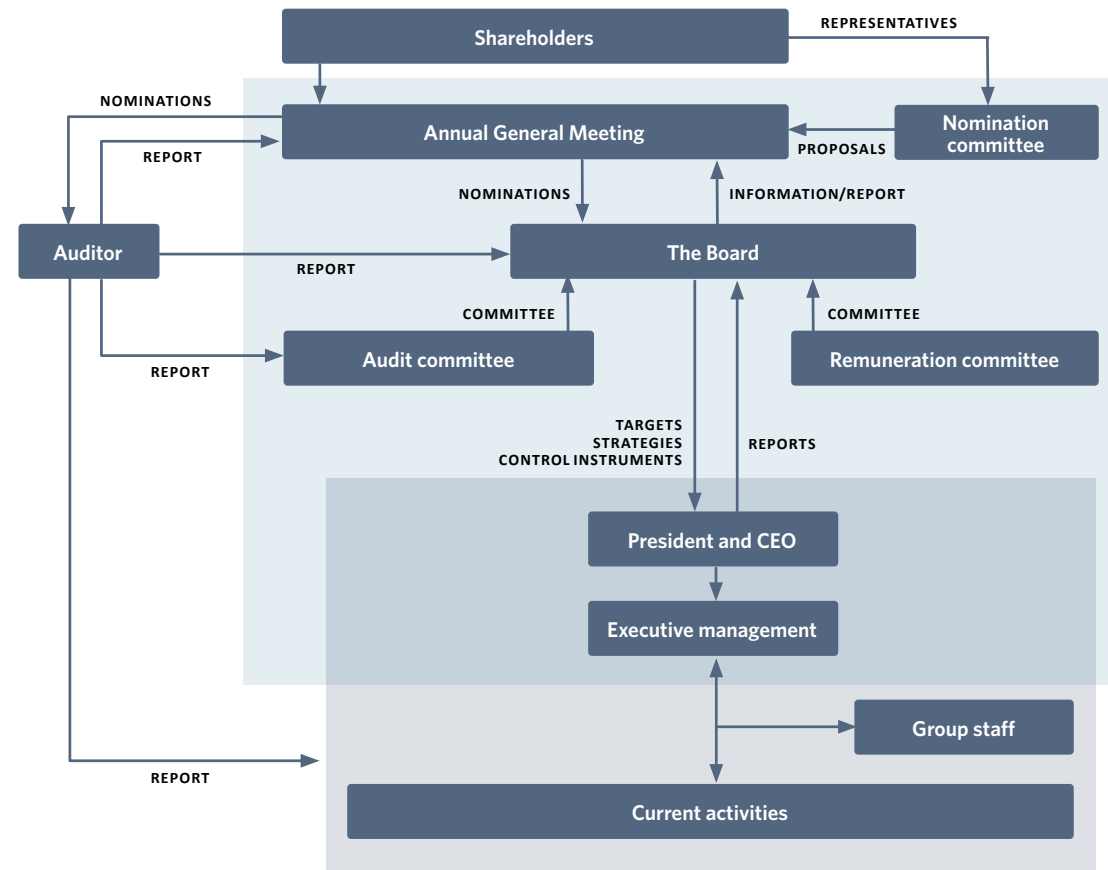 Shareholders
REPRESENTATIVES
NOMINATIONS
Annual General Meeting
Nomination
committee
REPORT
PROPOSALS
NOMINATIONS
INFORMATION/REPORT
Auditor
The Board
REPORT
COMMITTEE
COMMITTEE
Audit committee
Remuneration committee
REPORT
TARGETS
STRATEGIES
CONTROL INSTRUMENTS
REPORTS
President and CEO
Executive management
Group staff
REPORT
Current activities